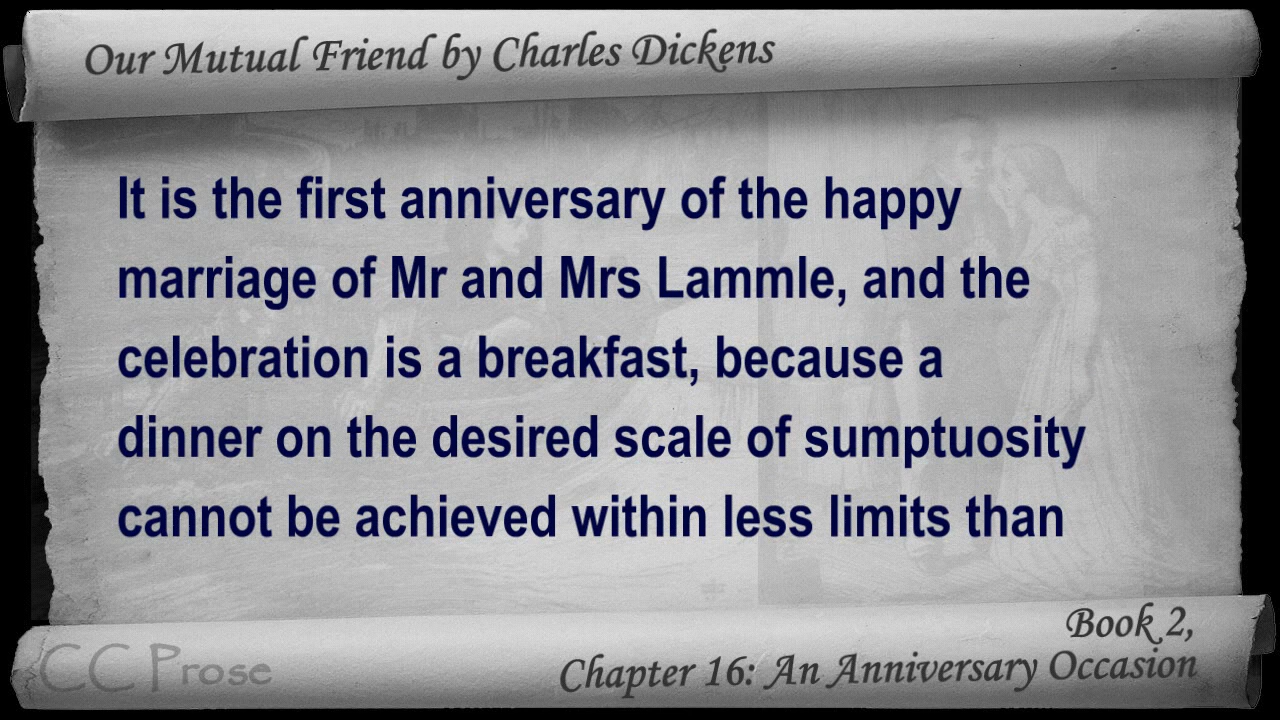 Our Mutual Friend by Charles Dickens
It is the first anniversary of the happy
marriage of Mr and Mrs Lammle, and the
celebration is a breakfast, because a
dinner on the desired scale of sumptuosity
cannot be achieved within less limits than
Book 2,
Chapter 16: An Anniversary Occasion
CC Prose